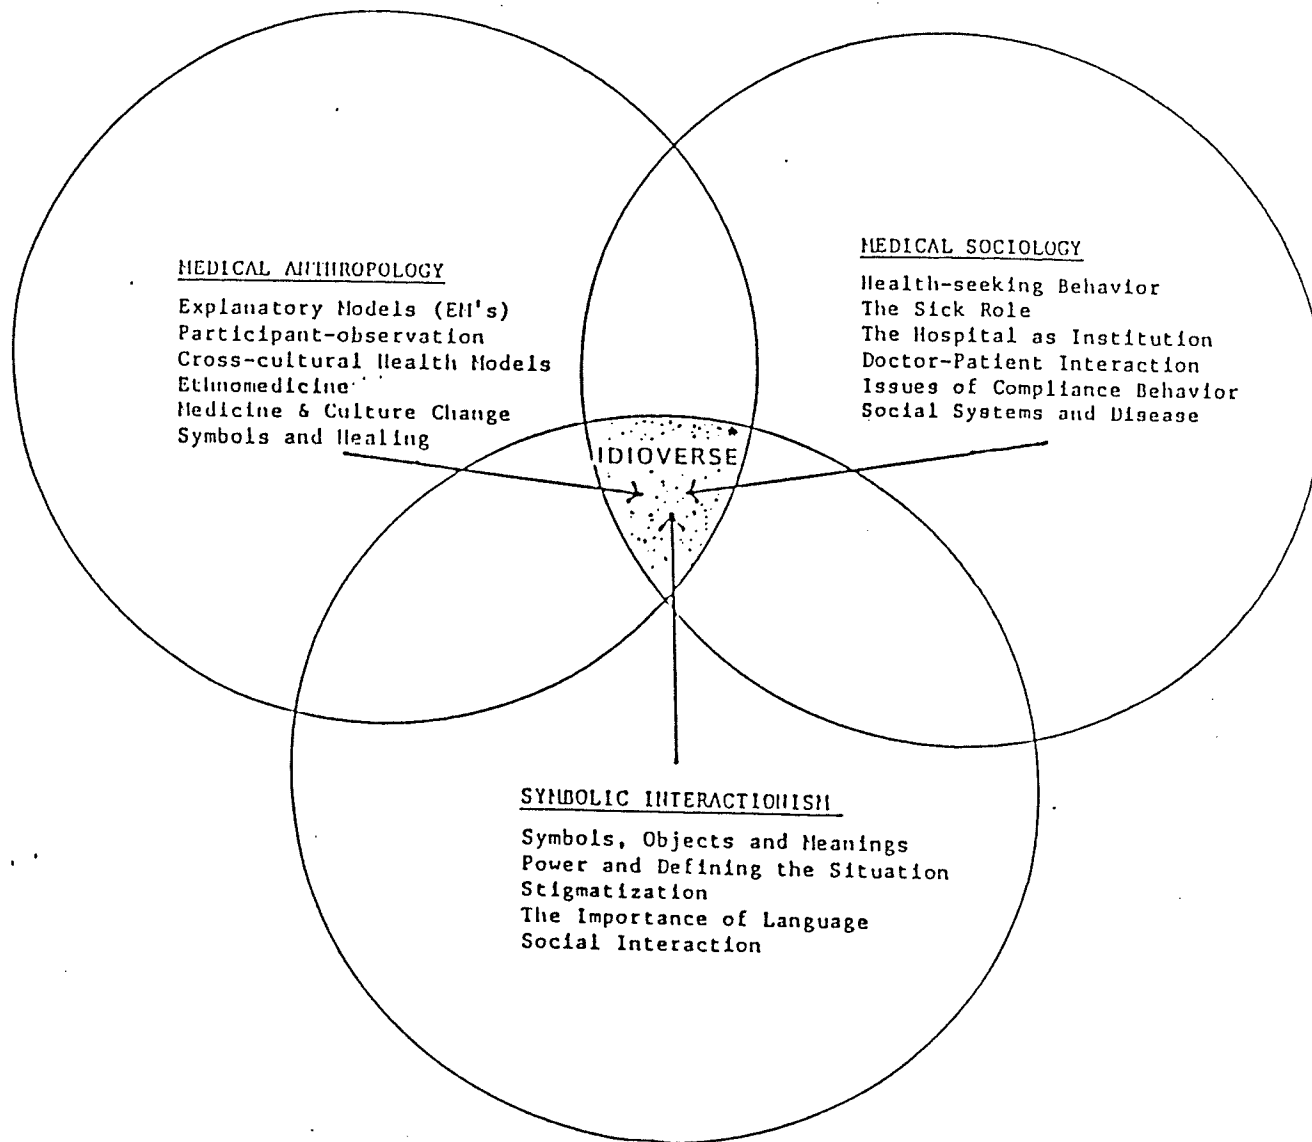 MEDICAL ANTHROPOLOGY
Explanatory Models (EM's)
Participant-observation
Cross-cultural Health Models
Ethnomedicine
Medicine & Culture Change
Symbols and Healing
MEDICAL SOCIOLOGY
Health-seeking Behavior
The Sick Role
The Hospital as Institution
Doctor-Patient Interaction
Issues of Compliance Behavior
Social Systems and Disease
IDIOVERSE*
SYMBOLIC INTERACTIONISM
Symbols, Objects and Meanings
Power and Defining the Situation
Stigmatization
The Importance of Language
Social Interaction